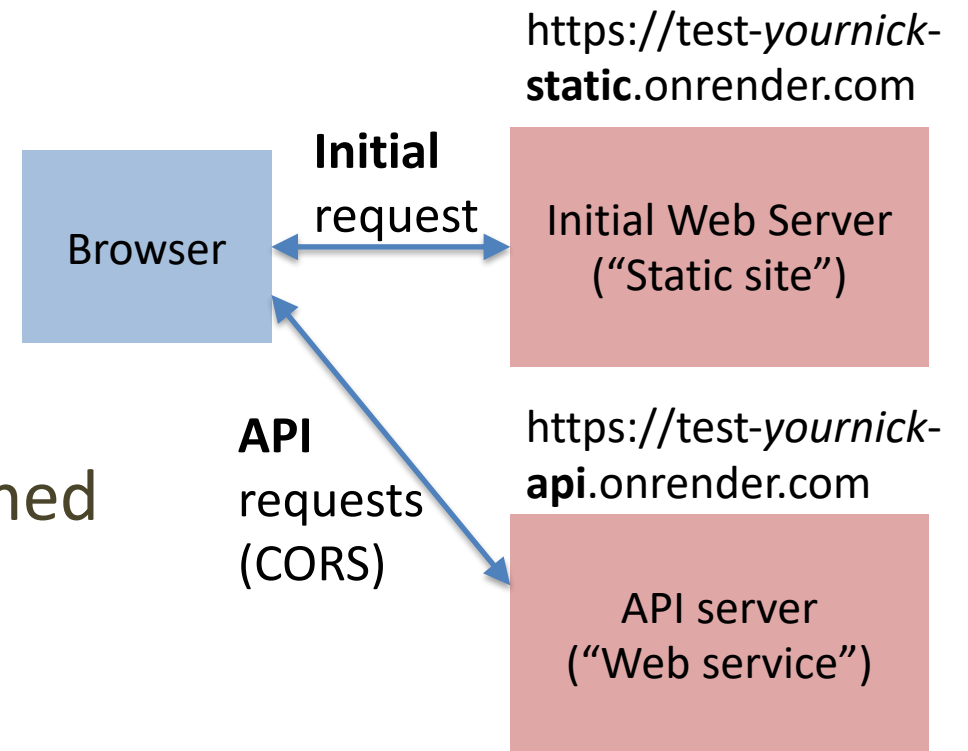 https://test-yournick-
static.onrender.com
Initial
request
Browser
Initial Web Server
(“Static site”)
https://test-yournick-
api.onrender.com
API
requests
(CORS)
ned
API server
(“Web service”)